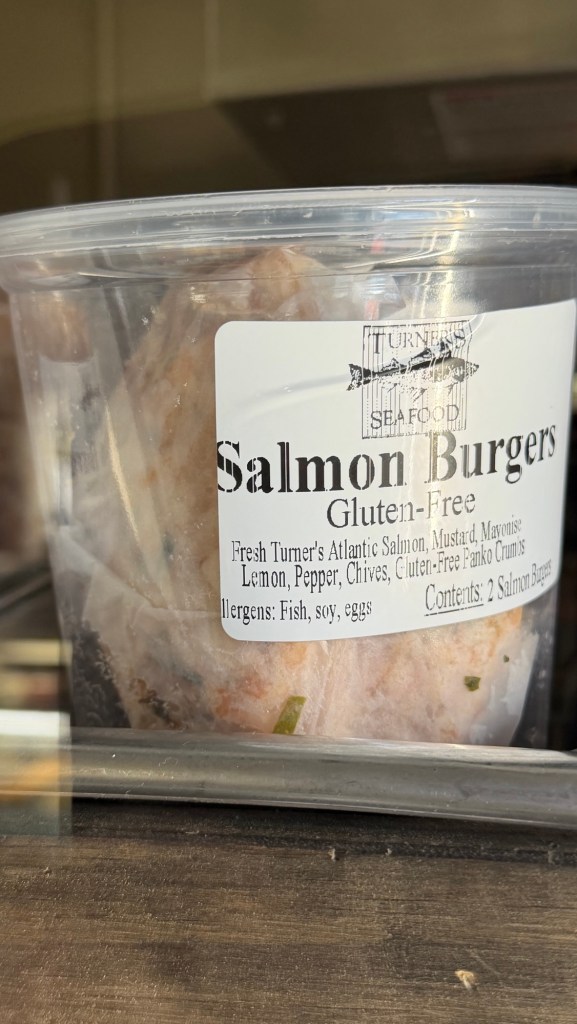 TURNER'S
SEAFOOD
Salmon Burgers
Gluten-Free
Fresh Turner's Atlantic Salmon, Mustard, Mayonise
Lemon, Pepper, Chives, Gluten-Free Panko Crumbs
llergens: Fish, soy, eggs
Contents: 2 Salmon Burgers